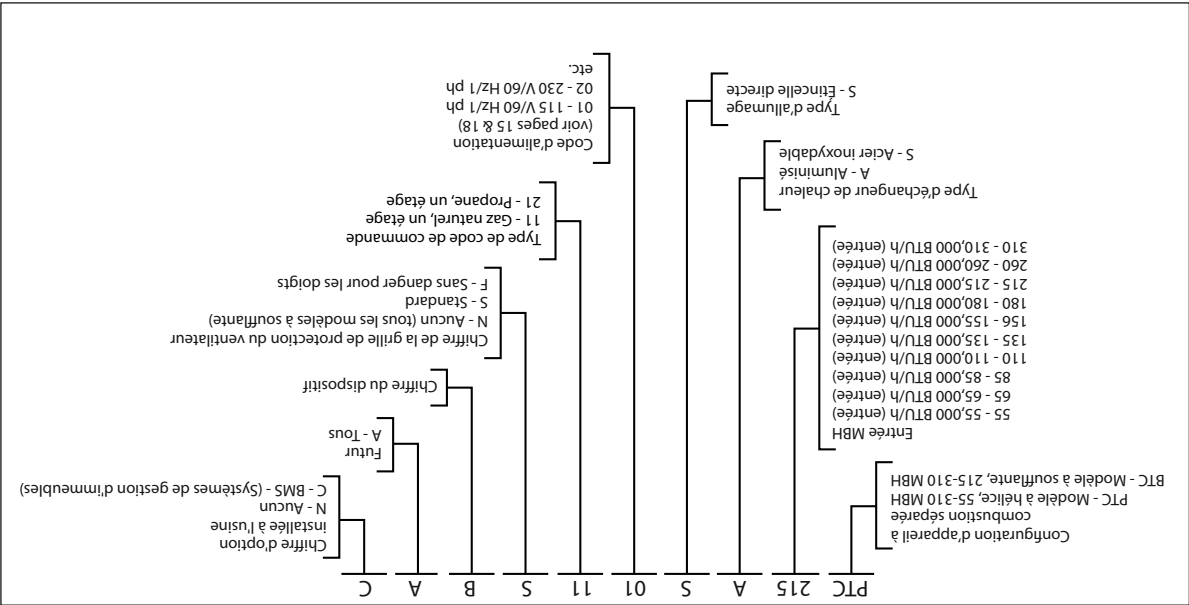 PTC 215 A S 01 11 S B A C
Configuration d'appareil à
combustion séparée
PTC - Modèle à hélice, 55-310 MBH
BTC - Modèle à soufflante, 215-310 MBH
Entrée MBH
55 - 55,000 BTU/h (entrée)
65 - 65,000 BTU/h (entrée)
85 - 85,000 BTU/h (entrée)
110 - 110,000 BTU/h (entrée)
135 - 135,000 BTU/h (entrée)
156 - 155,000 BTU/h (entrée)
180 - 180,000 BTU/h (entrée)
215 - 215,000 BTU/h (entrée)
260 - 260,000 BTU/h (entrée)
310 - 310,000 BTU/h (entrée)
Type d'échangeur de chaleur
A - Aluminisé
S - Acier inoxydable
Type d'allumage
S - Étincelle directe
Code d'alimentation
(voir pages 15 & 18)
01 - 115 V/60 Hz/1 ph
02 - 230 V/60 Hz/1 ph
etc.
Type de code de commande
11 - Gaz naturel, un étage
21 - Propane, un étage
Chiffre de la grille de protection du ventilateur
N - Aucun (tous les modèles à soufflante)
S - Standard
F - Sans danger pour les doigts
Chiffre du dispositif
Futur
A - Tous
Chiffre d'option
installée à l'usine
N - Aucun
C - BMS - (Systèmes de gestion d'immeubles)